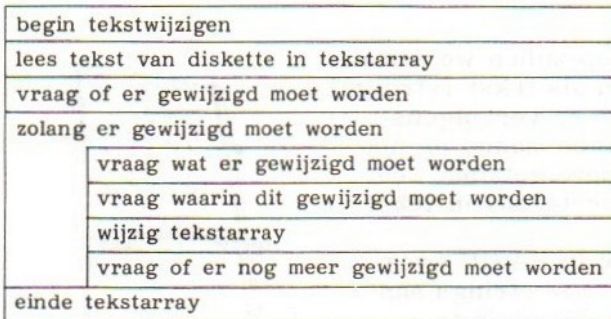 begin tekstwijzigen
lees tekst van diskette in tekstarray
vraag of er gewijzigd moet worden
zolang er gewijzigd moet worden
vraag wat er gewijzigd moet worden
vraag waarin dit gewijzigd moet worden
wijzig tekstarray
vraag of er nog meer gewijzigd moet worden
einde tekstarray